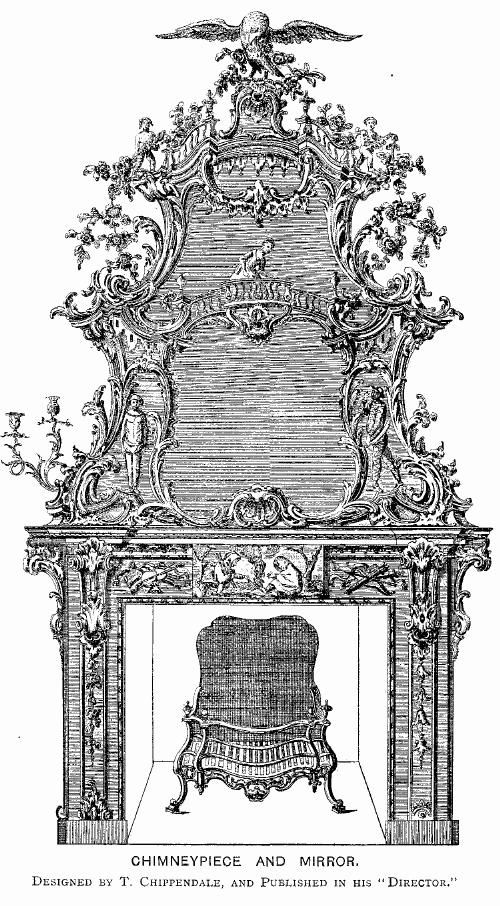 CHIMNEYPIECE AND MIRROR.
DESIGNED BY T. CHIPPENDALE, AND PUBLISHED IN HIS "DIRECTOR."